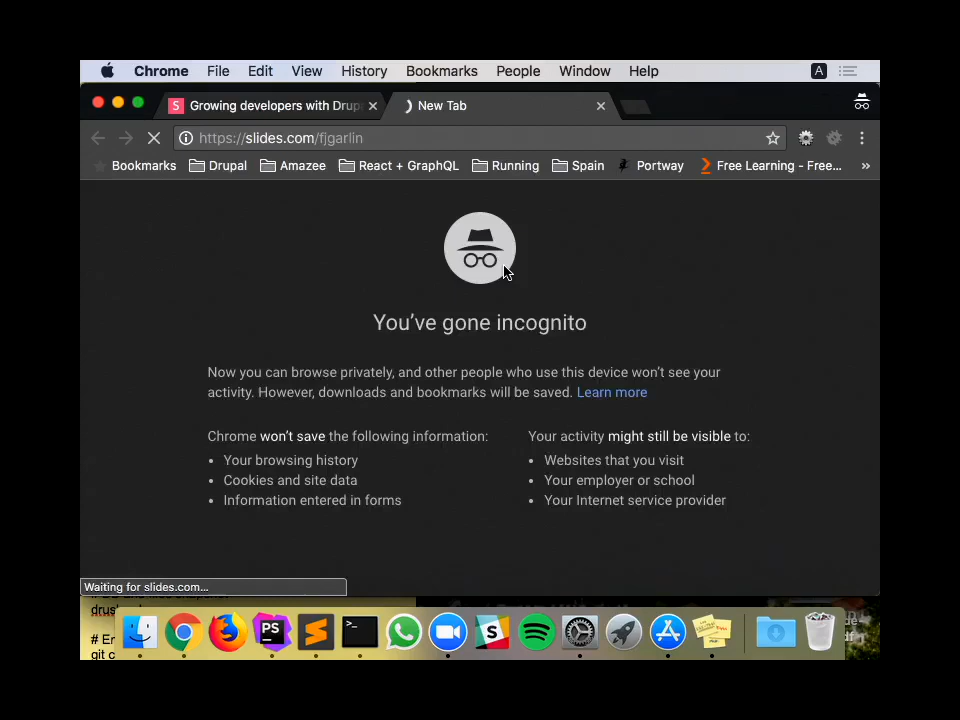 Chrome File Edit View History Bookmarks People Window Help A
S Growing developers with Drup New Tab
https://slides.com/fjgarlin
Bookmarks Drupal Amazee React + GraphQL Running Spain Portway Free Learning - Free... »
You've gone incognito
Now you can browse privately, and other people who use this device won't see your
activity. However, downloads and bookmarks will be saved. Learn more
Chrome won't save the following information:
• Your browsing history
• Cookies and site data
• Information entered in forms
Your activity might still be visible to:
• Websites that you visit
• Your employer or school
• Your Internet service provider
Waiting for slides.com...
PS >_ S
git c